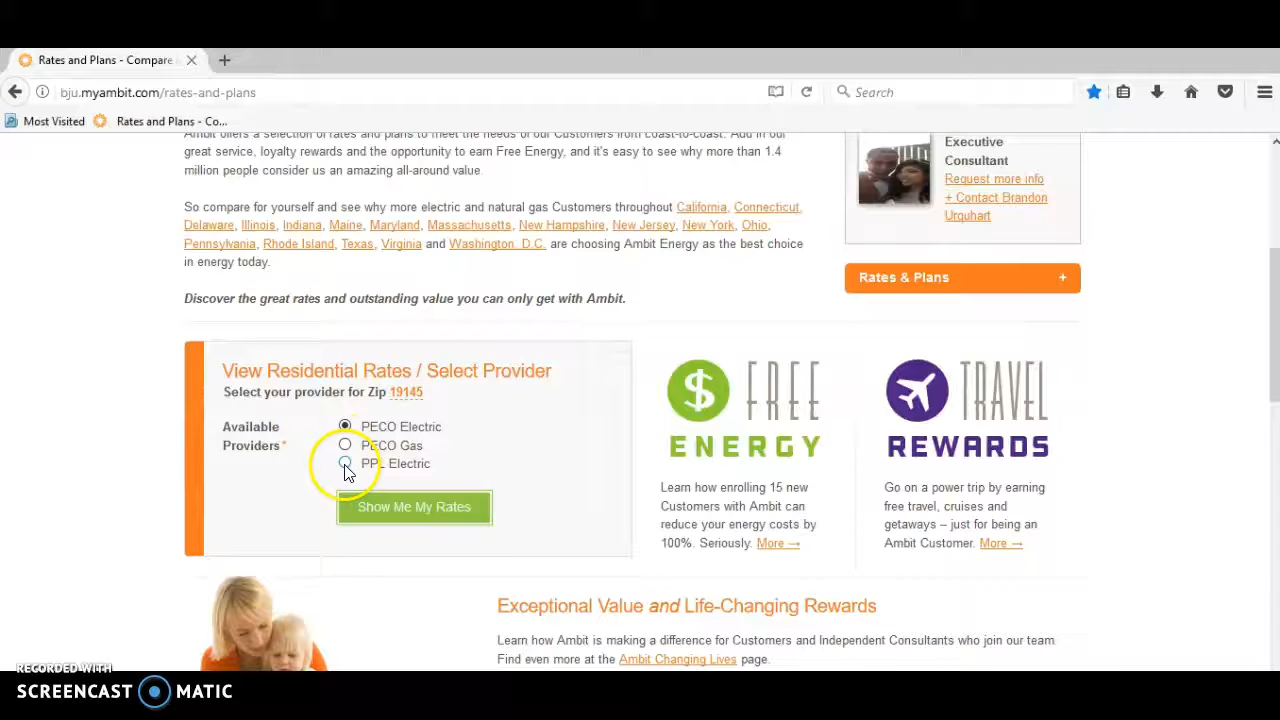 Rates and Plans - Compare
bju.myambit.com/rates-and-plans
Search
Most Visited
Rates and Plans - Co...
Ambit offers a selection of rates and plans to meet the needs of our Customers from coast-to-coast. Add in our
great service, loyalty rewards and the opportunity to earn Free Energy, and it's easy to see why more than 1.4
million people consider us an amazing all-around value.
So compare for yourself and see why more electric and natural gas Customers throughout California, Connecticut,
Delaware, Illinois, Indiana, Maine, Maryland, Massachusetts, New Hampshire, New Jersey, New York, Ohio,
Pennsylvania, Rhode Island, Texas, Virginia and Washington, D.C. are choosing Ambit Energy as the best choice
in energy today.
Discover the great rates and outstanding value you can only get with Ambit.
Executive
Consultant
Request more info
+ Contact Brandon
Urquhart
Rates & Plans +
View Residential Rates / Select Provider
Select your provider for Zip 19145
Available
Providers*
PECO Electric
PECO Gas
PPL Electric
Show Me My Rates
$ FREE
ENERGY
Learn how enrolling 15 new
Customers with Ambit can
reduce your energy costs by
100%. Seriously. More →
TRAVEL
REWARDS
Go on a power trip by earning
free travel, cruises and
getaways – just for being an
Ambit Customer. More →
Exceptional Value and Life-Changing Rewards
Learn how Ambit is making a difference for Customers and Independent Consultants who join our team.
Find even more at the Ambit Changing Lives page.
RECORDED WITH
SCREENCAST MATIC